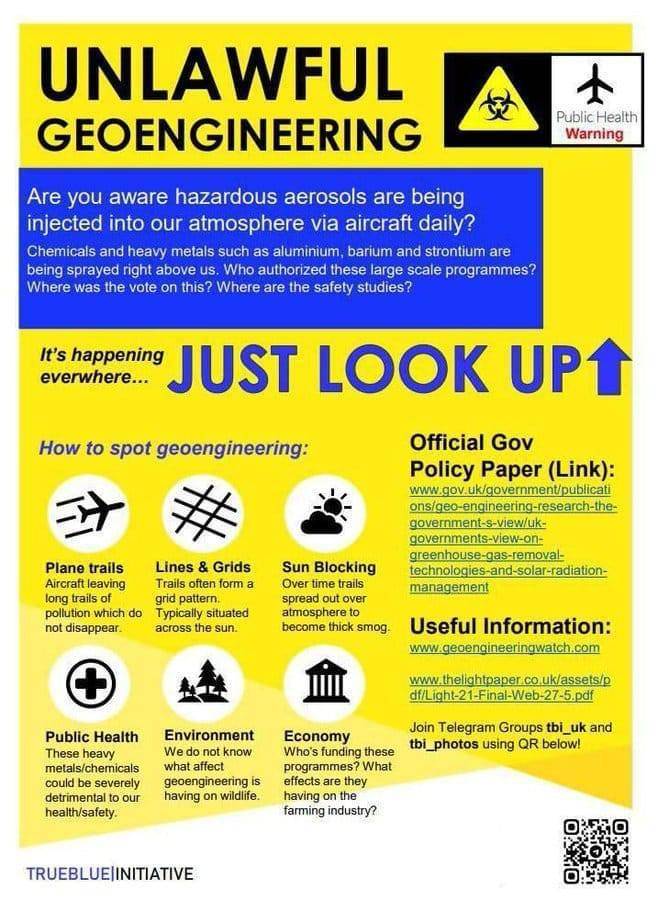 UNLAWFUL
GEOENGINEERING
Public Health
Warning
Are you aware hazardous aerosols are being
injected into our atmosphere via aircraft daily?
Chemicals and heavy metals such as aluminium, barium and strontium are
being sprayed right above us. Who authorized these large scale programmes?
Where was the vote on this? Where are the safety studies?
It's happening
everwhere...
JUST LOOK UP
How to spot geoengineering:
Plane trails
Aircraft leaving
long trails of
pollution which do
not disappear.
Lines & Grids
Trails often form a
grid pattern.
Typically situated
across the sun.
Sun Blocking
Over time trails
spread out over
atmosphere to
become thick smog.
Public Health
These heavy
metals/chemicals
could be severely
detrimental to our
health/safety.
Environment
We do not know
what affect
geoengineering is
having on wildlife.
Economy
Who's funding these
programmes? What
effects are they
having on the
farming industry?
Official Gov
Policy Paper (Link):
www.gov.uk/government/publicati
ons/geo-engineering-research-the-
government-s-view/uk-
governments-view-on-
greenhouse-gas-removal-
technologies-and-solar-radiation-
management
Useful Information:
www.geoengineeringwatch.com
www.thelightpaper.co.uk/assets/p
df/Light-21-Final-Web-27-5.pdf
Join Telegram Groups tbi_uk and
tbi_photos using QR below!
TRUEBLUE|INITIATIVE